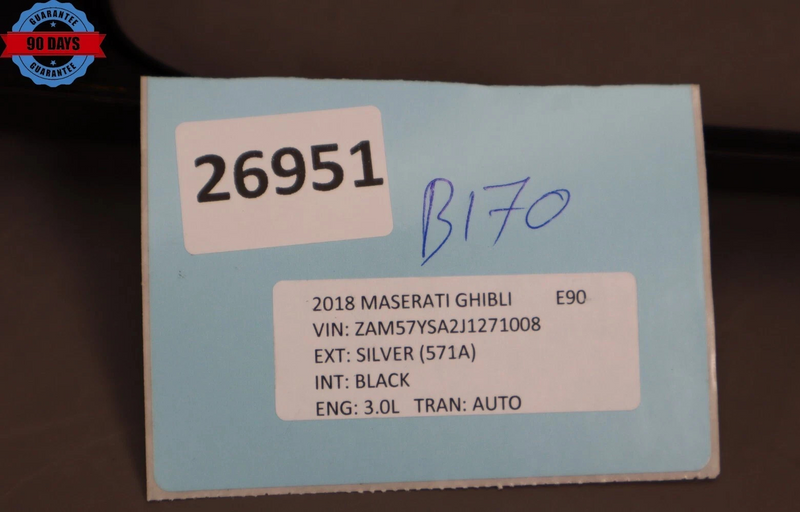 GUARANTEE
90 DAYS
GUARANTEE
26951
B170
2018 MASERATI GHIBLI E90
VIN: ZAM57YSA2J1271008
EXT: SILVER (571A)
INT: BLACK
ENG: 3.0L TRAN: AUTO